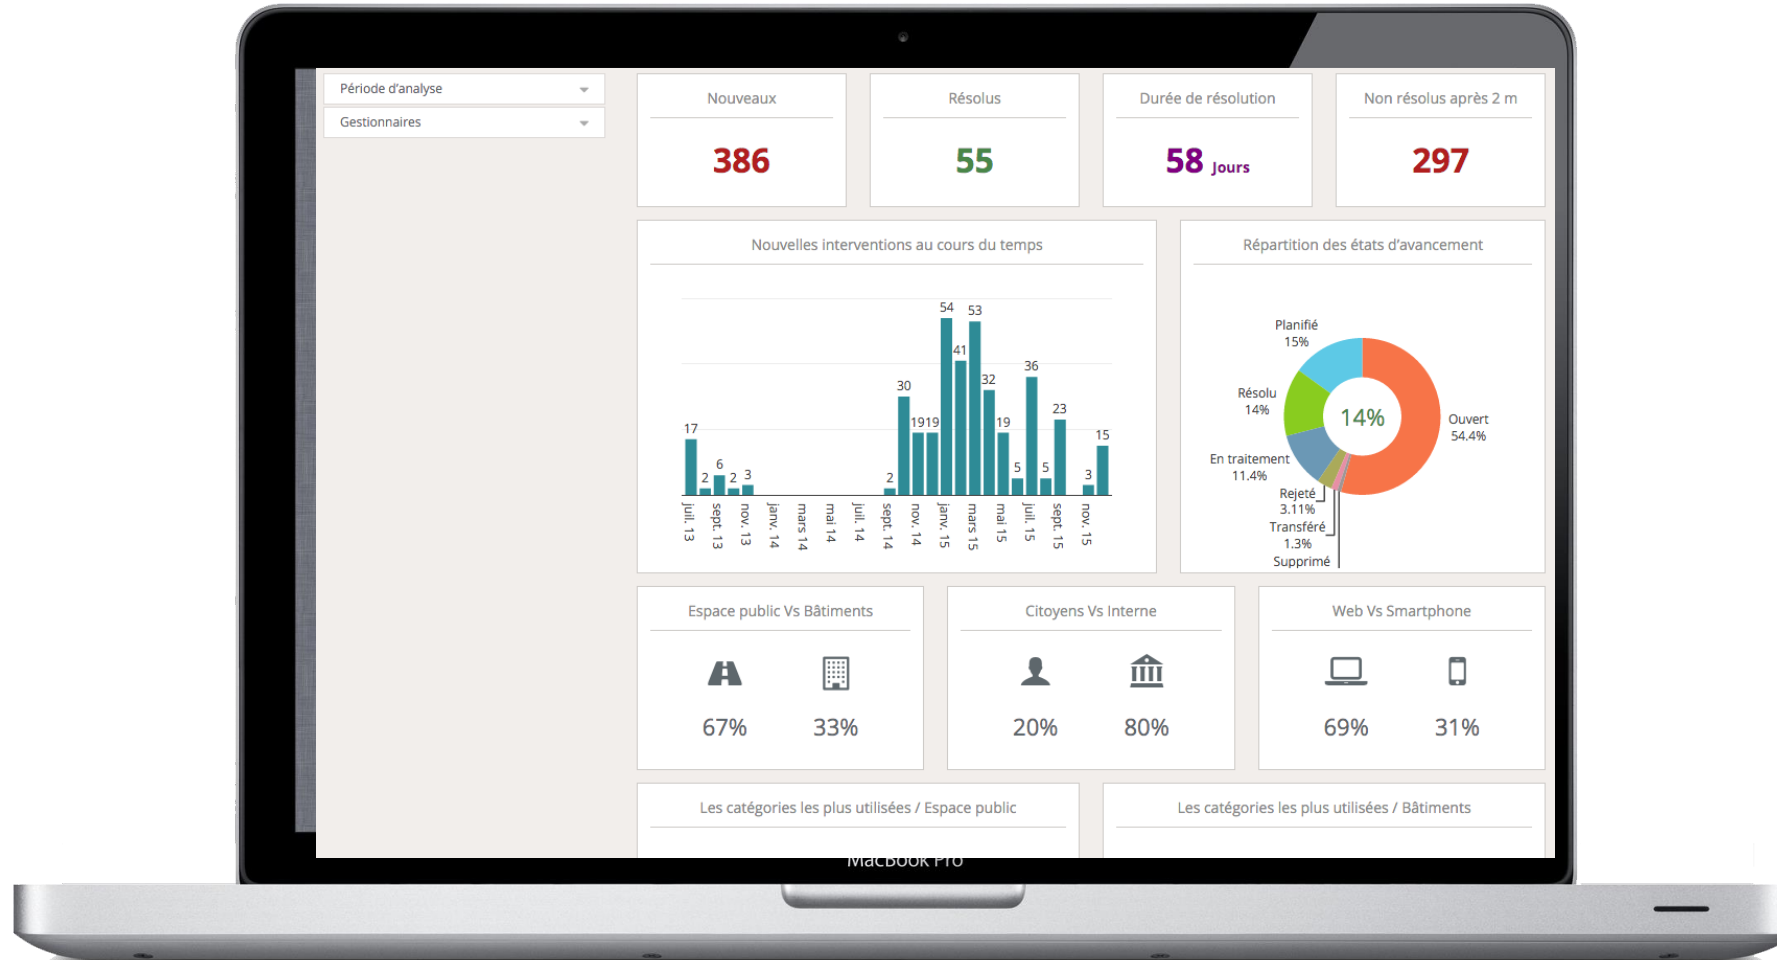 Période d'analyse
Gestionnaires
Nouveaux
386
Résolus
55
Durée de résolution
58 Jours
Non résolus après 2 m
297
Nouvelles interventions au cours du temps
17
2
6
2
3
2
30
19
19
54
41
53
32
19
5
36
5
23
3
15
juil. 13
sept. 13
nov. 13
janv. 14
mars 14
mai 14
juil. 14
sept. 14
nov. 14
janv. 15
mars 15
mai 15
juil. 15
sept. 15
nov. 15
Répartition des états d'avancement
Planifié
15%
Résolu
14%
14%
Ouvert
54.4%
En traitement
11.4%
Rejeté
3.11%
Transféré
1.3%
Supprimé
Espace public Vs Bâtiments
67% 33%
Citoyens Vs Interne
20% 80%
Web Vs Smartphone
69% 31%
Les catégories les plus utilisées / Espace public
Les catégories les plus utilisées / Bâtiments
MacBook Pro